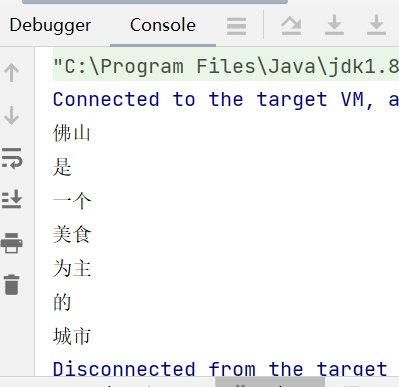 Debugger Console
"C:\Program Files\Java\jdk1.8
Connected to the target VM, a
佛山
是
一个
美食
为主
的
城市
Disconnected from the target